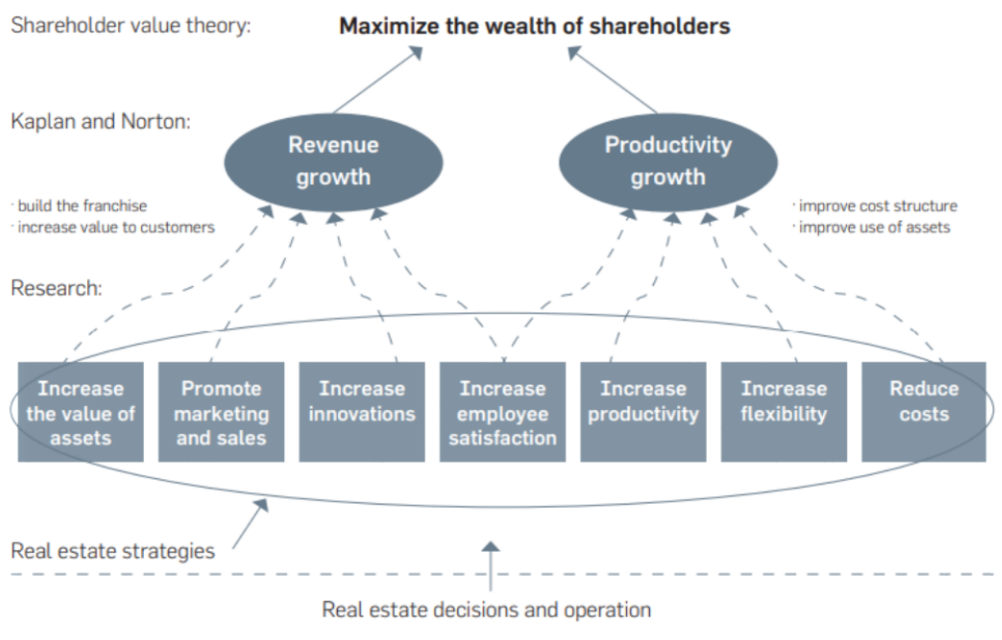 Shareholder value theory:
Maximize the wealth of shareholders
Kaplan and Norton:
Revenue
growth
Productivity
growth
· build the franchise
· increase value to customers
· improve cost structure
· improve use of assets
Research:
Increase
the value of
assets
Promote
marketing
and sales
Increase
innovations
Increase
employee
satisfaction
Increase
productivity
Increase
flexibility
Reduce
costs
Real estate strategies
Real estate decisions and operation